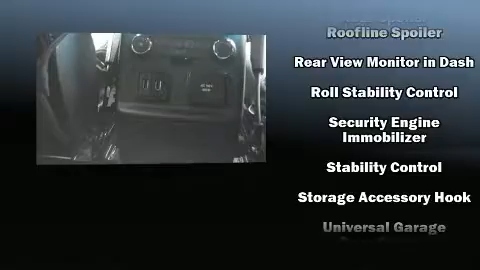 Roofline Spoiler
Rear View Monitor in Dash
Roll Stability Control
Security Engine
Immobilizer
Stability Control
Storage Accessory Hook
Universal Garage